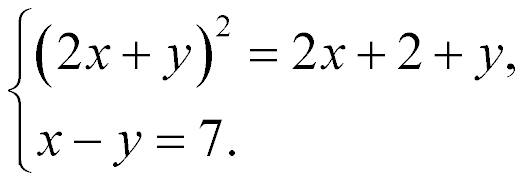 (2x + y)² = 2x + 2 + y,
x − y = 7.